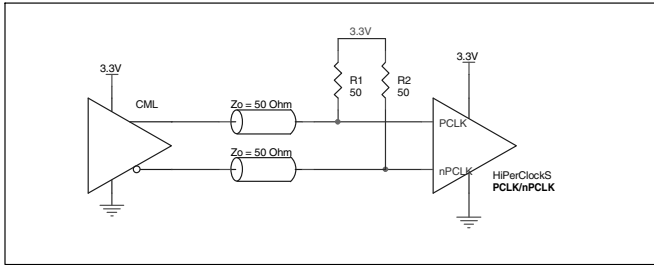 3.3V
3.3V
3.3V
R1
50
R2
50
CML
Zo = 50 Ohm
PCLK
Zo = 50 Ohm
nPCLK
HiPerClockS
PCLK/nPCLK